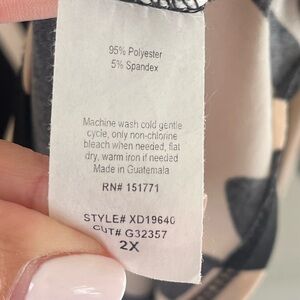 95% Polyester
5% Spandex
Machine wash cold gentle
cycle, only non-chlorine
bleach when needed, flat
dry, warm iron if needed
Made in Guatemala
RN# 151771
STYLE# XD19640
CUT# G32357
2X